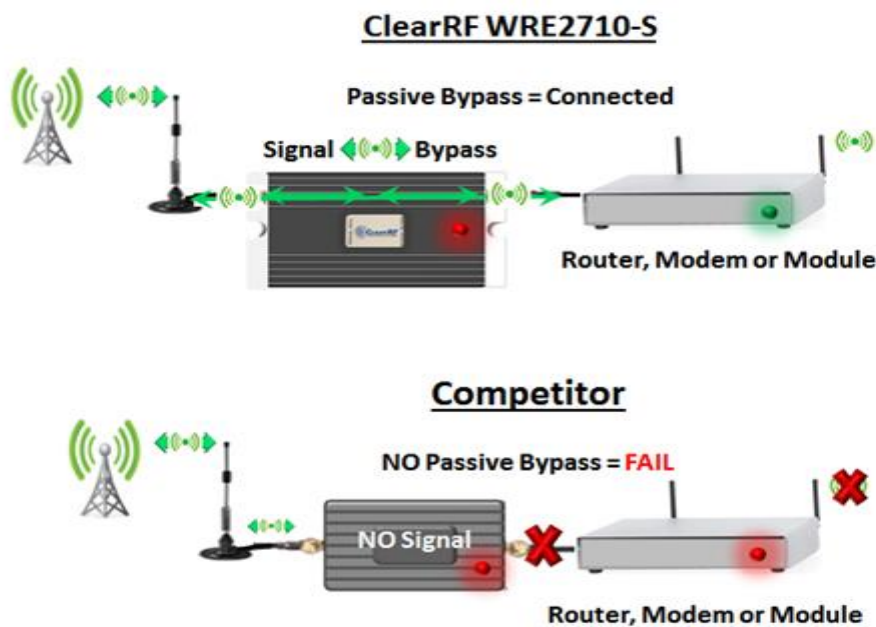 ClearRF WRE2710-S
Passive Bypass = Connected
Signal Bypass
ClearRF
Router, Modem or Module
Competitor
NO Passive Bypass = FAIL
NO Signal
Router, Modem or Module